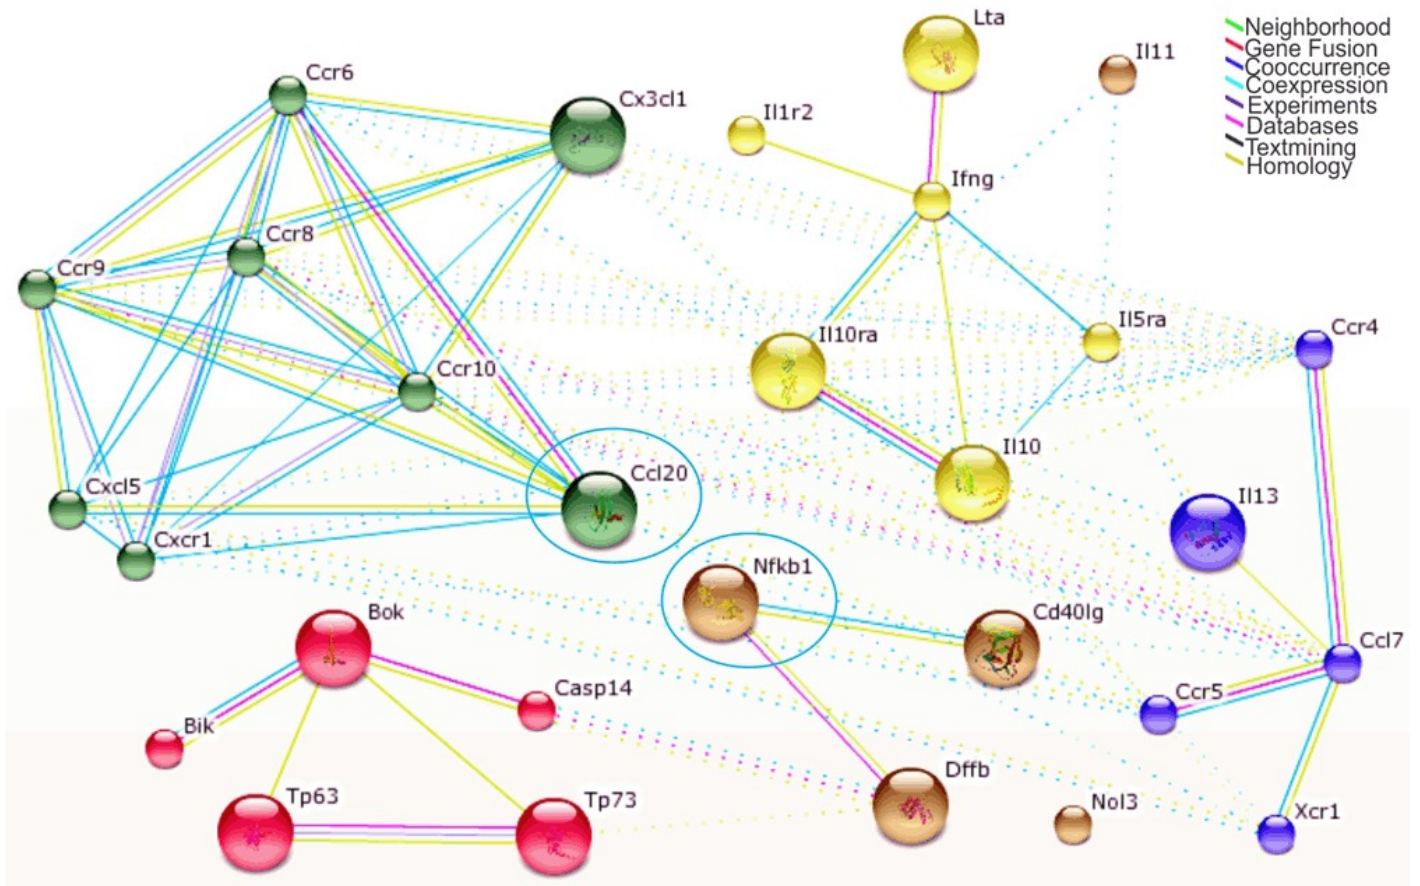 Lta
Neighborhood
Gene Fusion
Cooccurrence
Coexpression
Experiments
Databases
Textmining
Homology
Il11
Ccr6
Cx3cl1
Il1r2
Ifng
Ccr8
Ccr9
Il10ra
Il5ra
Ccr4
Ccr10
Il10
Ccl20
Cxcl5
Il13
Cxcr1
Nfkb1
Bok
Cd40lg
Ccl7
Casp14
Ccr5
Bik
Dffb
Tp63
Tp73
Nol3
Xcr1